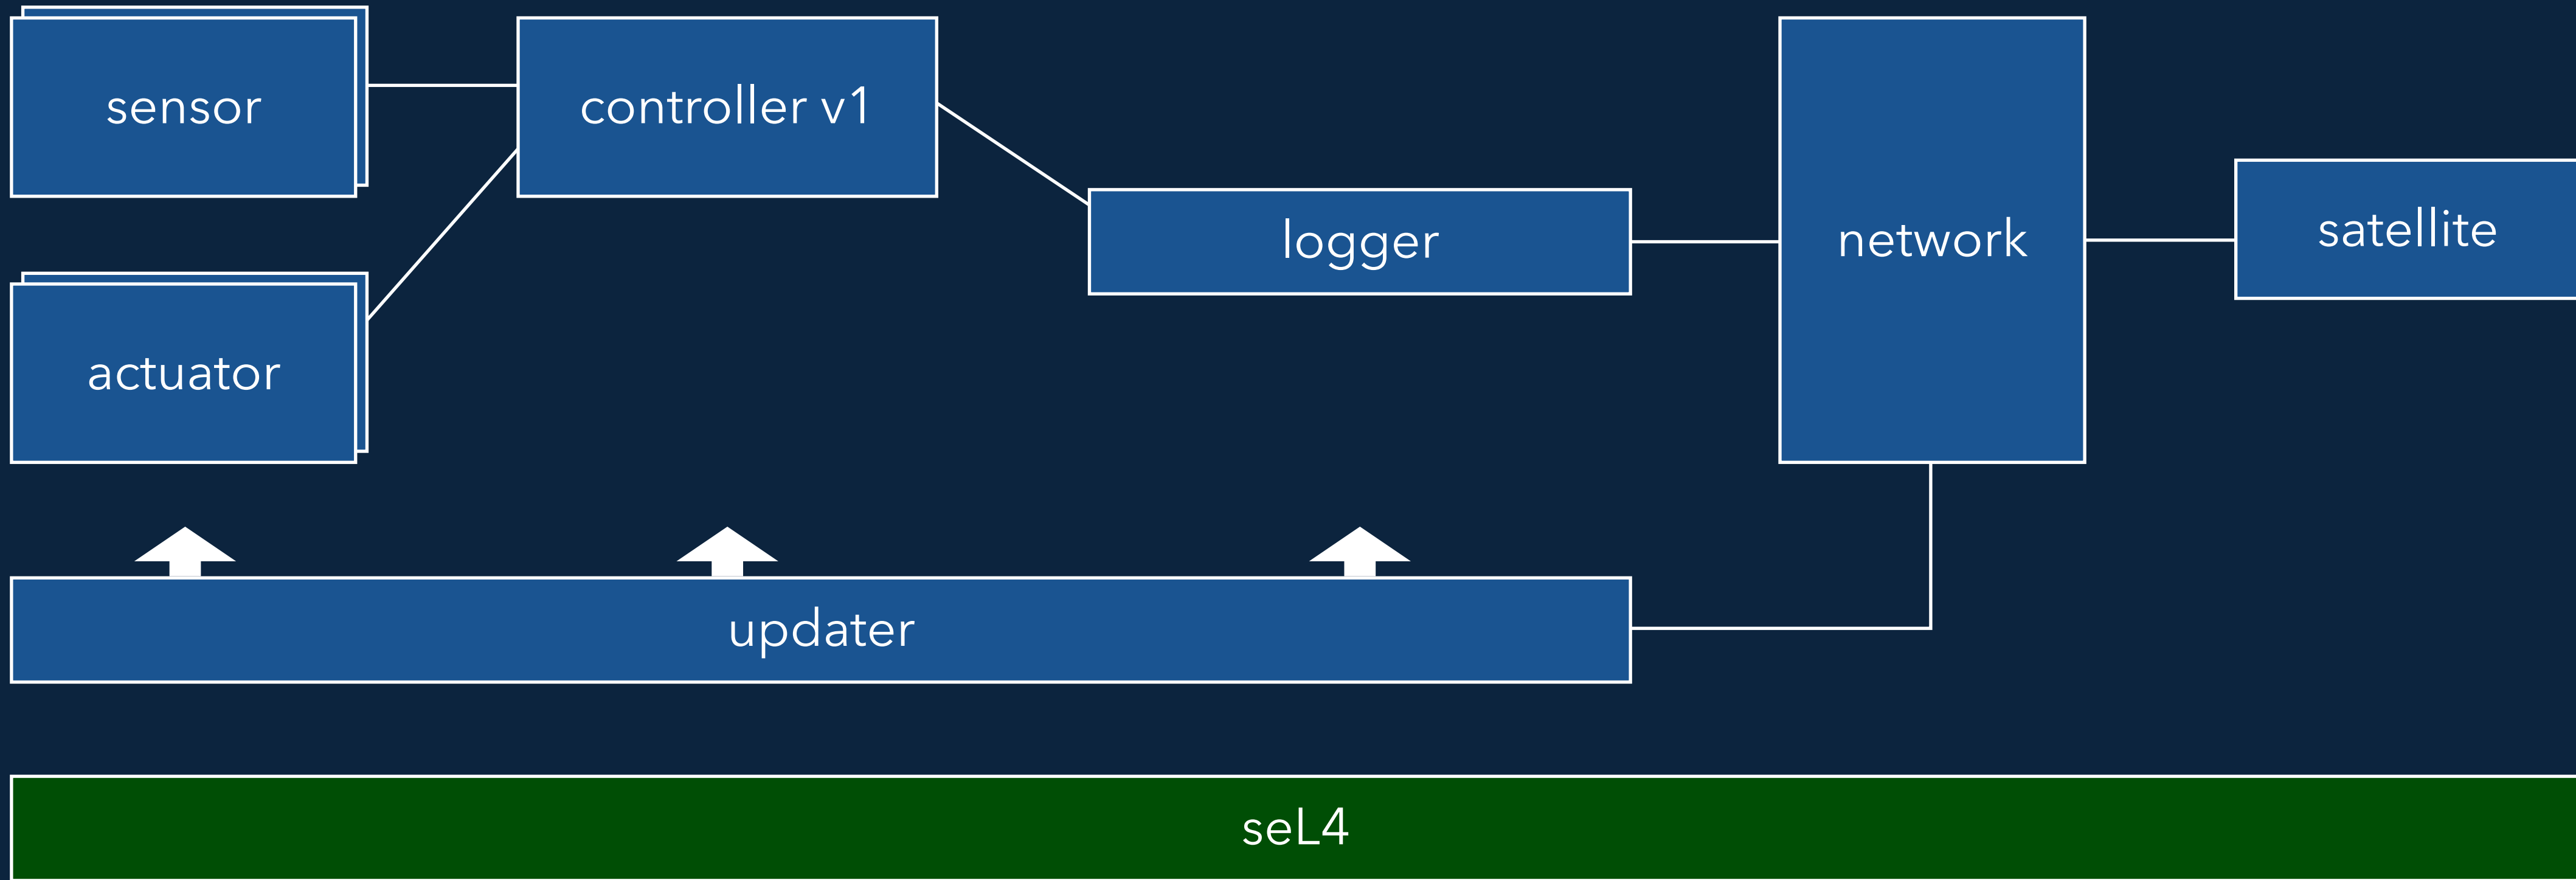 sensor
controller v1
logger
network
satellite
actuator
updater
seL4